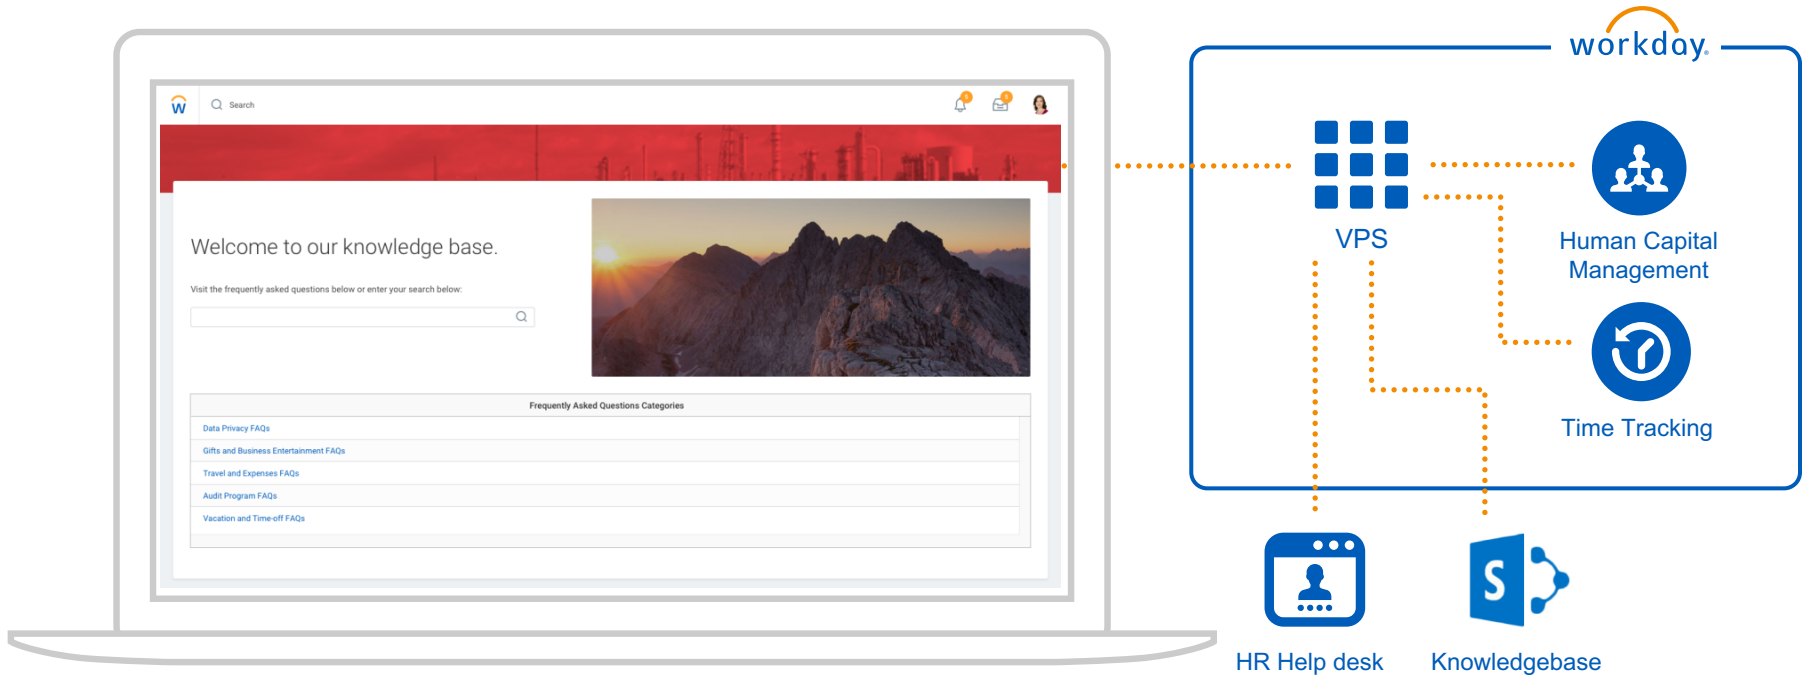 W
Search
Welcome to our knowledge base.
Visit the frequently asked questions below or enter your search below:
Frequently Asked Questions Categories
Data Privacy FAQs
Gifts and Business Entertainment FAQs
Travel and Expenses FAQs
Audit Program FAQs
Vacation and Time-off FAQs
workday®
VPS
Human Capital
Management
Time Tracking
S
HR Help desk
Knowledgebase